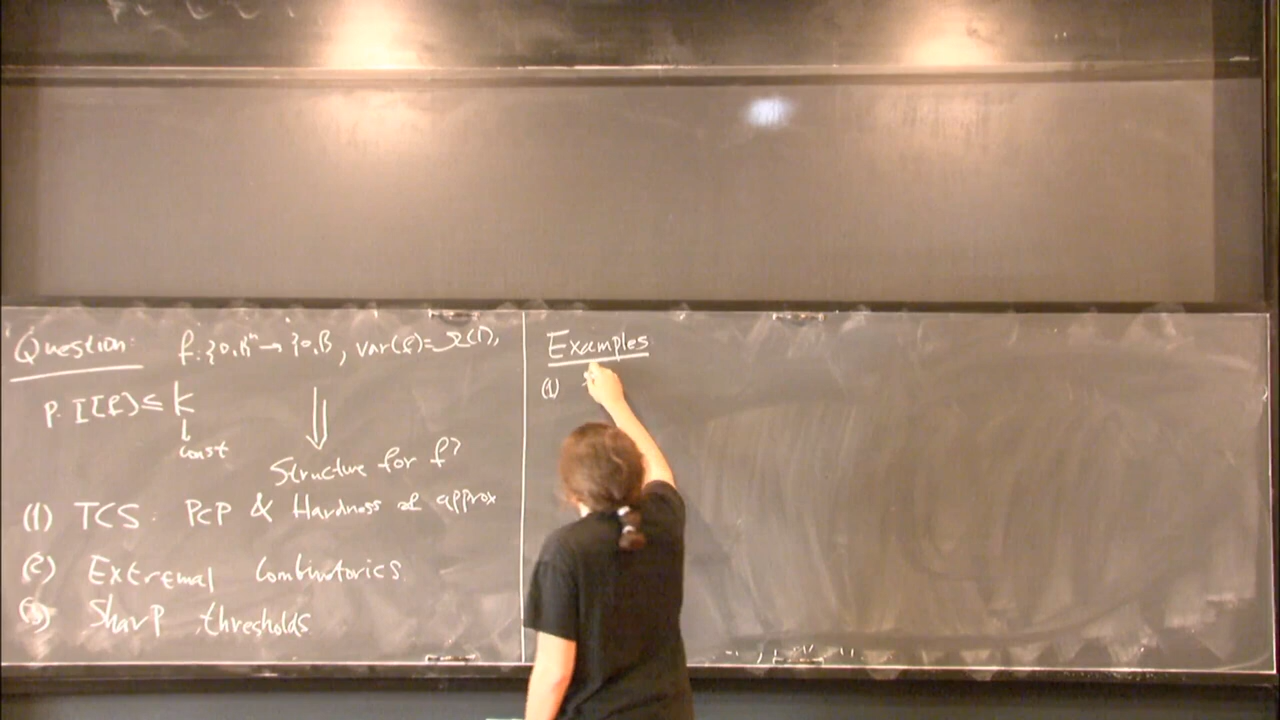 Question: f: {0,1}ⁿ → {0,1}, var(f)=Ω(1),
p·I[f] ≤ K
const
⇓
Structure for f?
(1) TCS: PCP & Hardness of approx
(2) Extremal Combinatorics
(3) Sharp thresholds
Examples
(1)